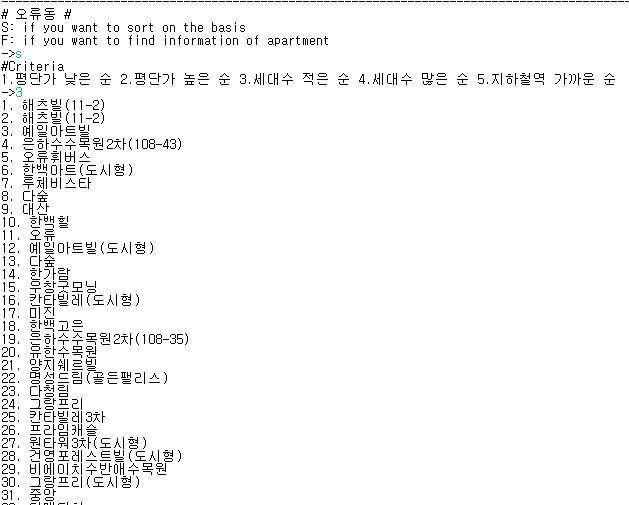 # 오류동 #
S: if you want to sort on the basis
F: if you want to find information of apartment
->s
#Criteria
1.평단가 낮은 순 2.평단가 높은 순 3.세대수 적은 순 4.세대수 많은 순 5.지하철역 가까운 순
->3
1. 해츠빌(11-2)
2. 해츠빌(11-2)
3. 예일아트빌
4. 은하수수목원2차(108-43)
5. 오류휘버스
6. 한백아트(도시형)
7. 루체비스타
8. 다숲
9. 대산
10. 한백힐
11. 오류
12. 예일아트빌(도시형)
13. 다숲
14. 한가람
15. 우창굿모닝
16. 칸타빌레(도시형)
17. 미진
18. 한백고은
19. 은하수수목원2차(108-35)
20. 유한수목원
21. 양지쉐르빌
22. 명성드림(골든팰리스)
23. 다청림
24. 그랑프리
25. 칸타빌레3차
26. 프라임캐슬
27. 원타워3차(도시형)
28. 건영포레스트빌(도시형)
29. 비에이치수반애수목원
30. 그랑프리(도시형)
31. 중앙